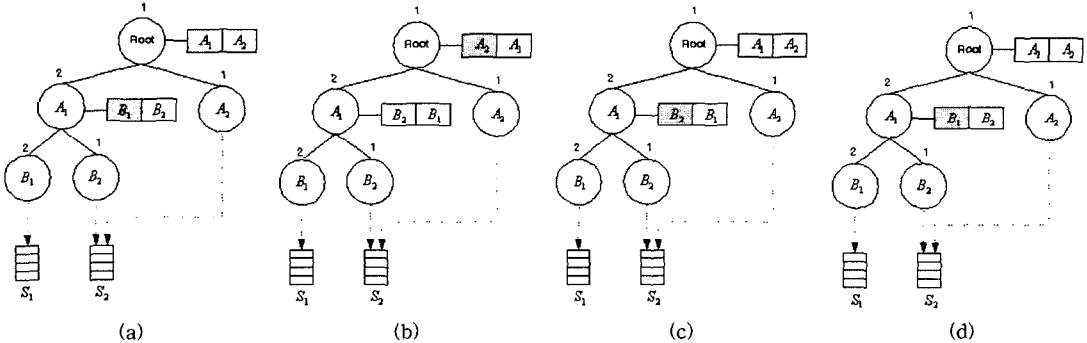 1
Root
A₁ A₂
2
1
A₁
B₁ B₂
A₂
2
1
B₁
B₂
S₁
S₂
(a)
1
Root
A₂ A₁
2
1
A₁
B₂ B₁
A₂
2
1
B₁
B₂
S₁
S₂
(b)
1
Root
A₁ A₂
2
1
A₁
B₂ B₁
A₂
2
1
B₁
B₂
S₁
S₂
(c)
1
Root
A₁ A₂
2
1
A₁
B₁ B₂
A₂
2
1
B₁
B₂
S₁
S₂
(d)